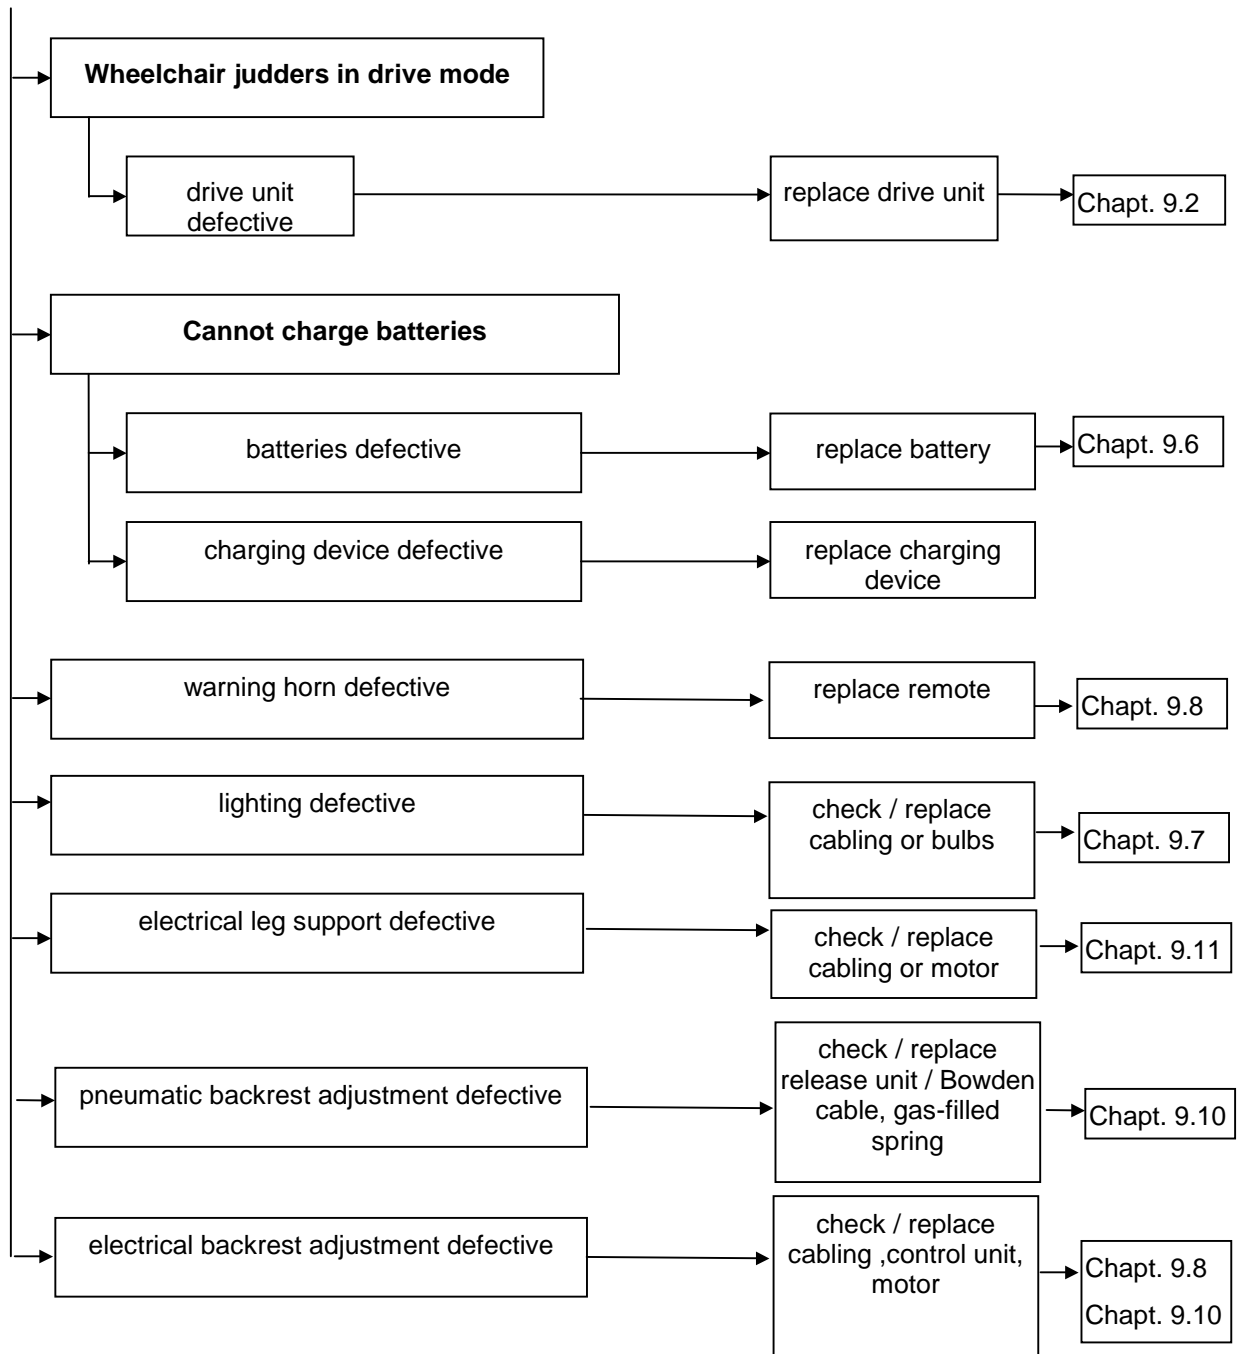 Wheelchair judders in drive mode
drive unit
defective
replace drive unit
Chapt. 9.2
Cannot charge batteries
batteries defective
replace battery
Chapt. 9.6
charging device defective
replace charging
device
warning horn defective
replace remote
Chapt. 9.8
lighting defective
check / replace
cabling or bulbs
Chapt. 9.7
electrical leg support defective
check / replace
cabling or motor
Chapt. 9.11
pneumatic backrest adjustment defective
check / replace
release unit / Bowden
cable, gas-filled
spring
Chapt. 9.10
electrical backrest adjustment defective
check / replace
cabling ,control unit,
motor
Chapt. 9.8
Chapt. 9.10